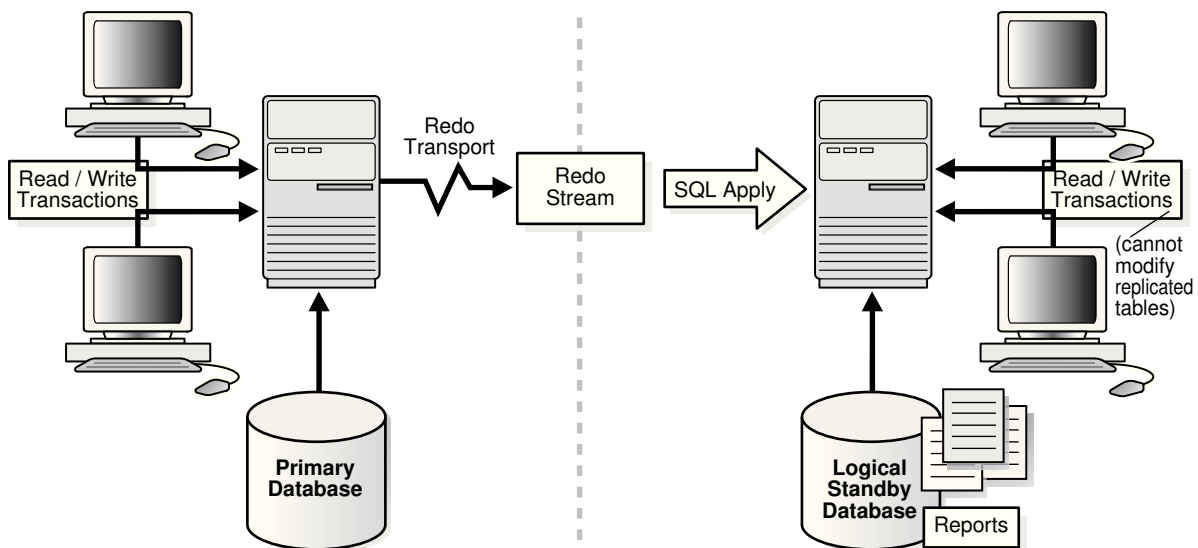 Read / Write
Transactions
Redo
Transport
Redo
Stream
SQL Apply
Read / Write
Transactions
(cannot
modify
replicated
tables)
Primary
Database
Logical
Standby
Database
Reports